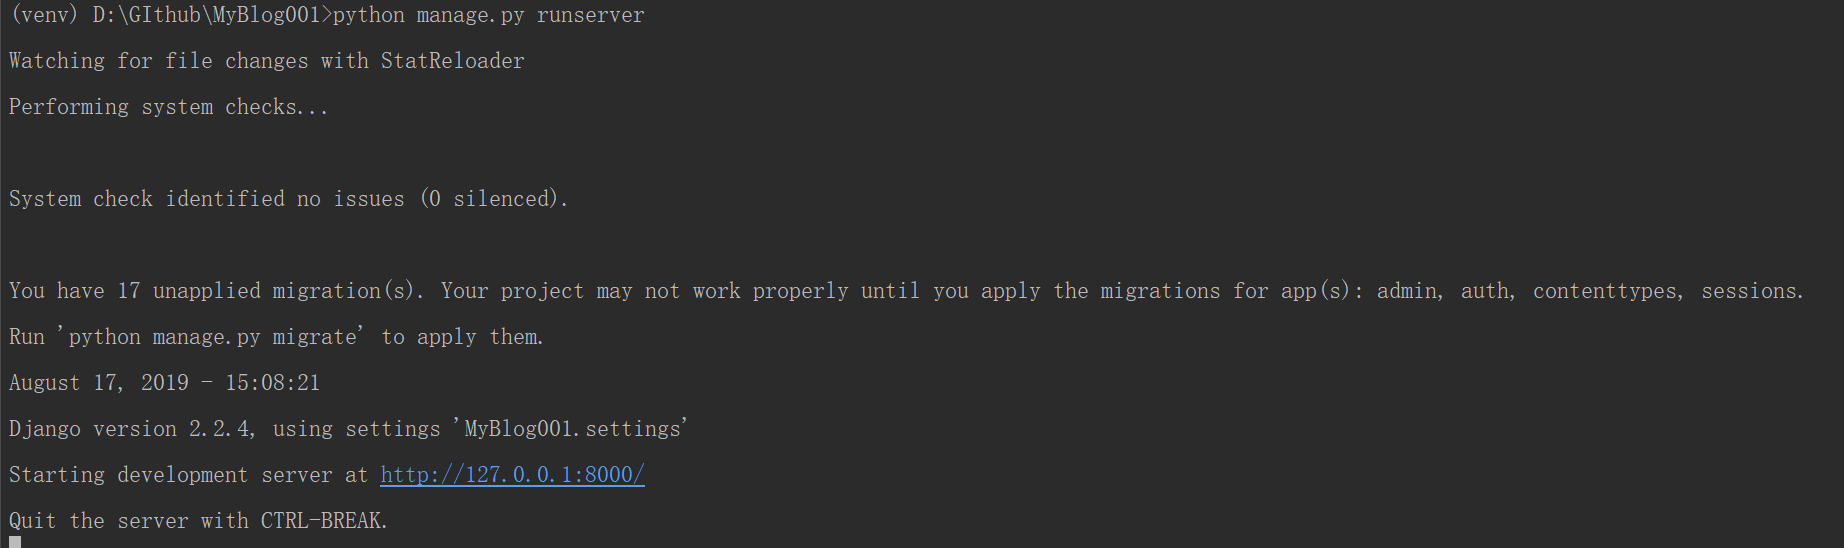 (venv) D:\GIthub\MyBlog001>python manage.py runserver
Watching for file changes with StatReloader
Performing system checks...
System check identified no issues (0 silenced).
You have 17 unapplied migration(s). Your project may not work properly until you apply the migrations for app(s): admin, auth, contenttypes, sessions.
Run 'python manage.py migrate' to apply them.
August 17, 2019 - 15:08:21
Django version 2.2.4, using settings 'MyBlog001.settings'
Starting development server at http://127.0.0.1:8000/
Quit the server with CTRL-BREAK.